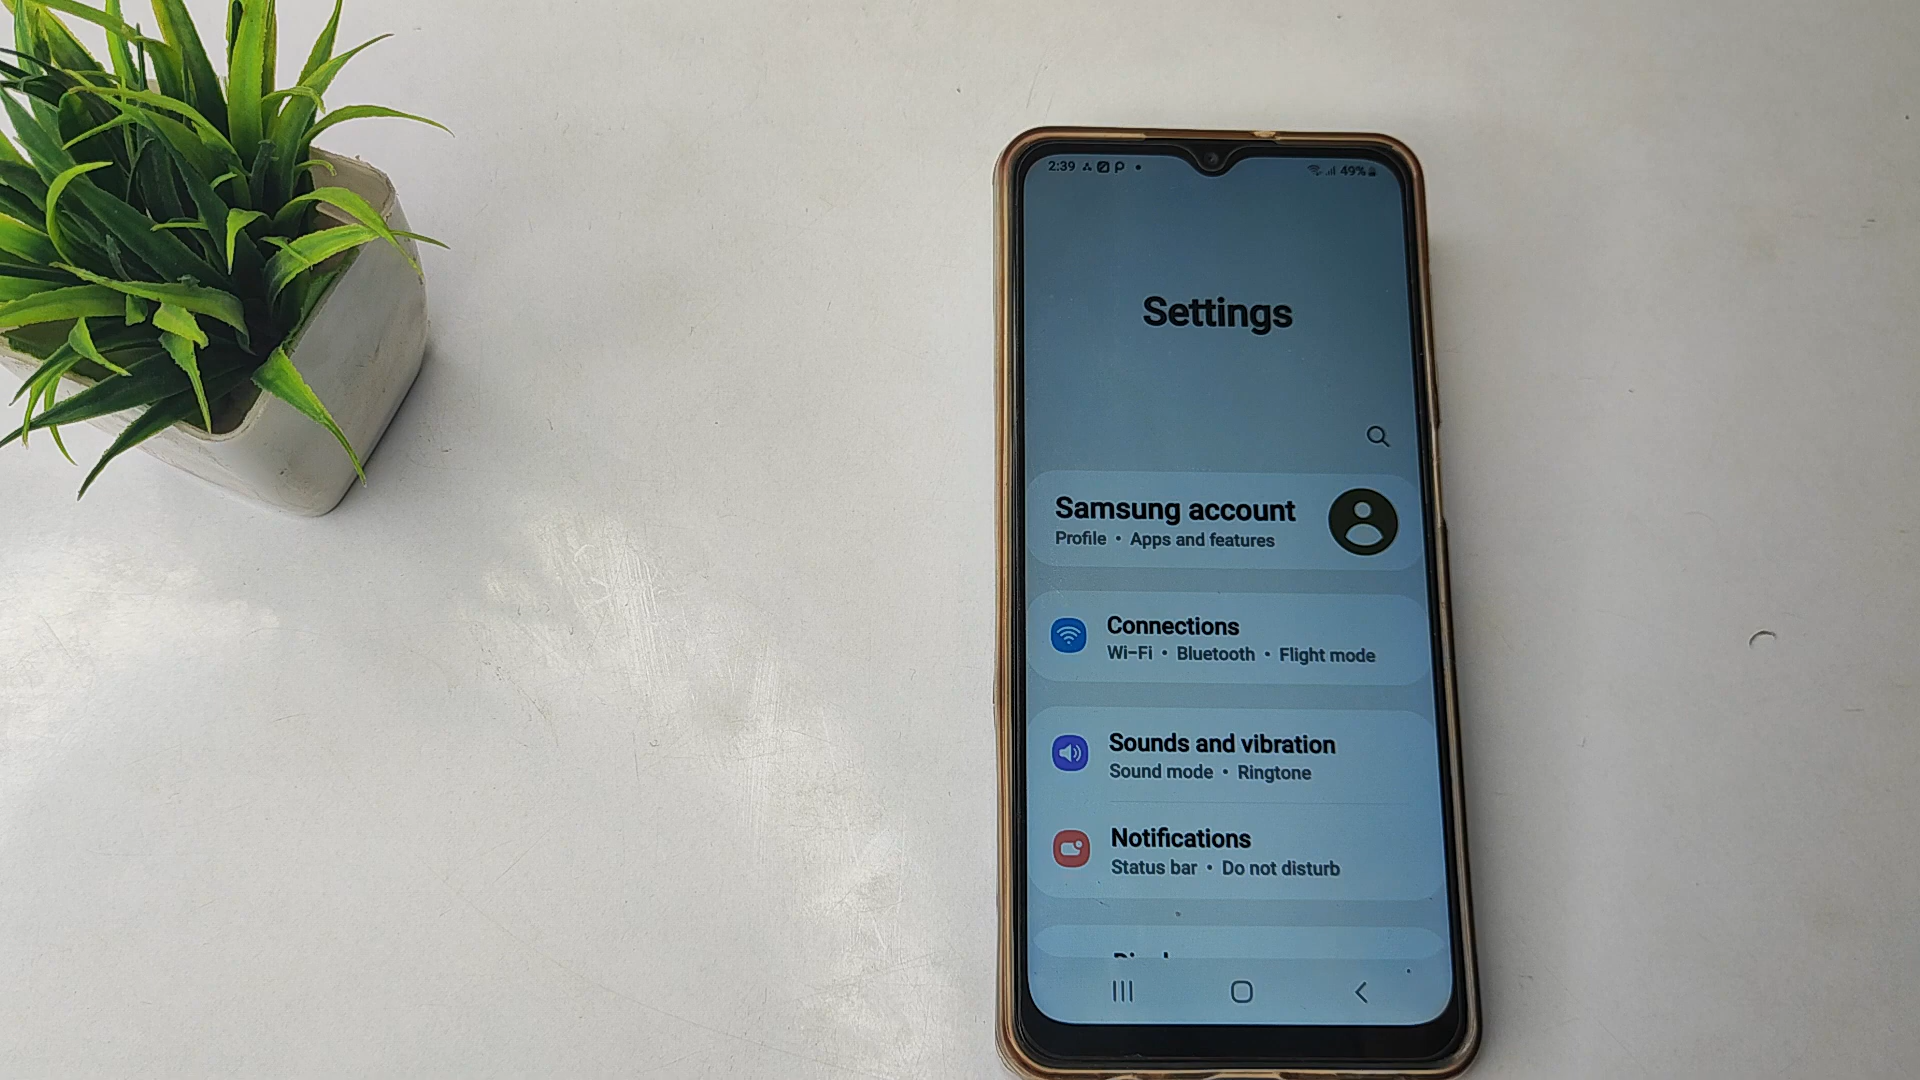 2:39
49%
Settings
Samsung account
Profile • Apps and features
Connections
Wi-Fi • Bluetooth • Flight mode
Sounds and vibration
Sound mode • Ringtone
Notifications
Status bar • Do not disturb